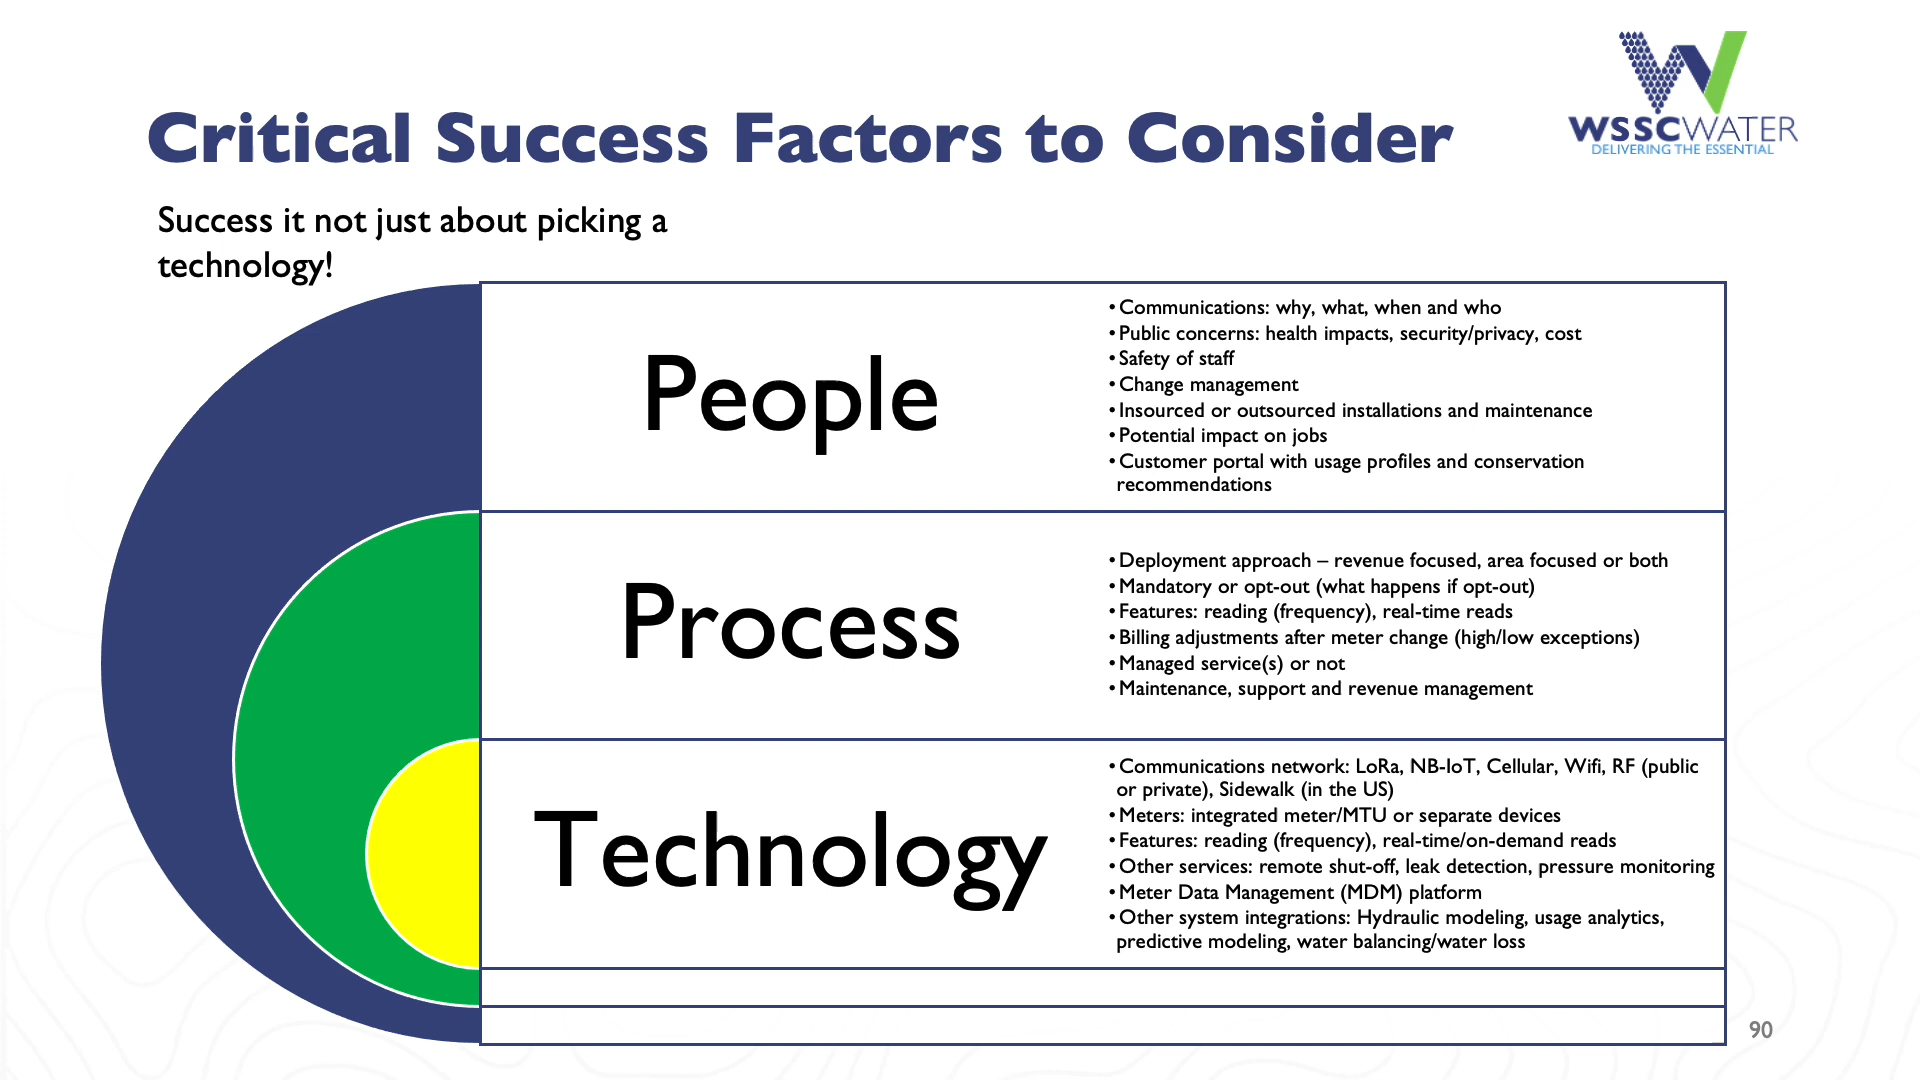 WSSCWATER
DELIVERING THE ESSENTIAL
Critical Success Factors to Consider
Success it not just about picking a
technology!
People
•Communications: why, what, when and who
•Public concerns: health impacts, security/privacy, cost
•Safety of staff
•Change management
•Insourced or outsourced installations and maintenance
•Potential impact on jobs
•Customer portal with usage profiles and conservation
recommendations
Process
•Deployment approach – revenue focused, area focused or both
•Mandatory or opt-out (what happens if opt-out)
•Features: reading (frequency), real-time reads
•Billing adjustments after meter change (high/low exceptions)
•Managed service(s) or not
•Maintenance, support and revenue management
Technology
•Communications network: LoRa, NB-IoT, Cellular, Wifi, RF (public
or private), Sidewalk (in the US)
•Meters: integrated meter/MTU or separate devices
•Features: reading (frequency), real-time/on-demand reads
•Other services: remote shut-off, leak detection, pressure monitoring
•Meter Data Management (MDM) platform
•Other system integrations: Hydraulic modeling, usage analytics,
predictive modeling, water balancing/water loss
90